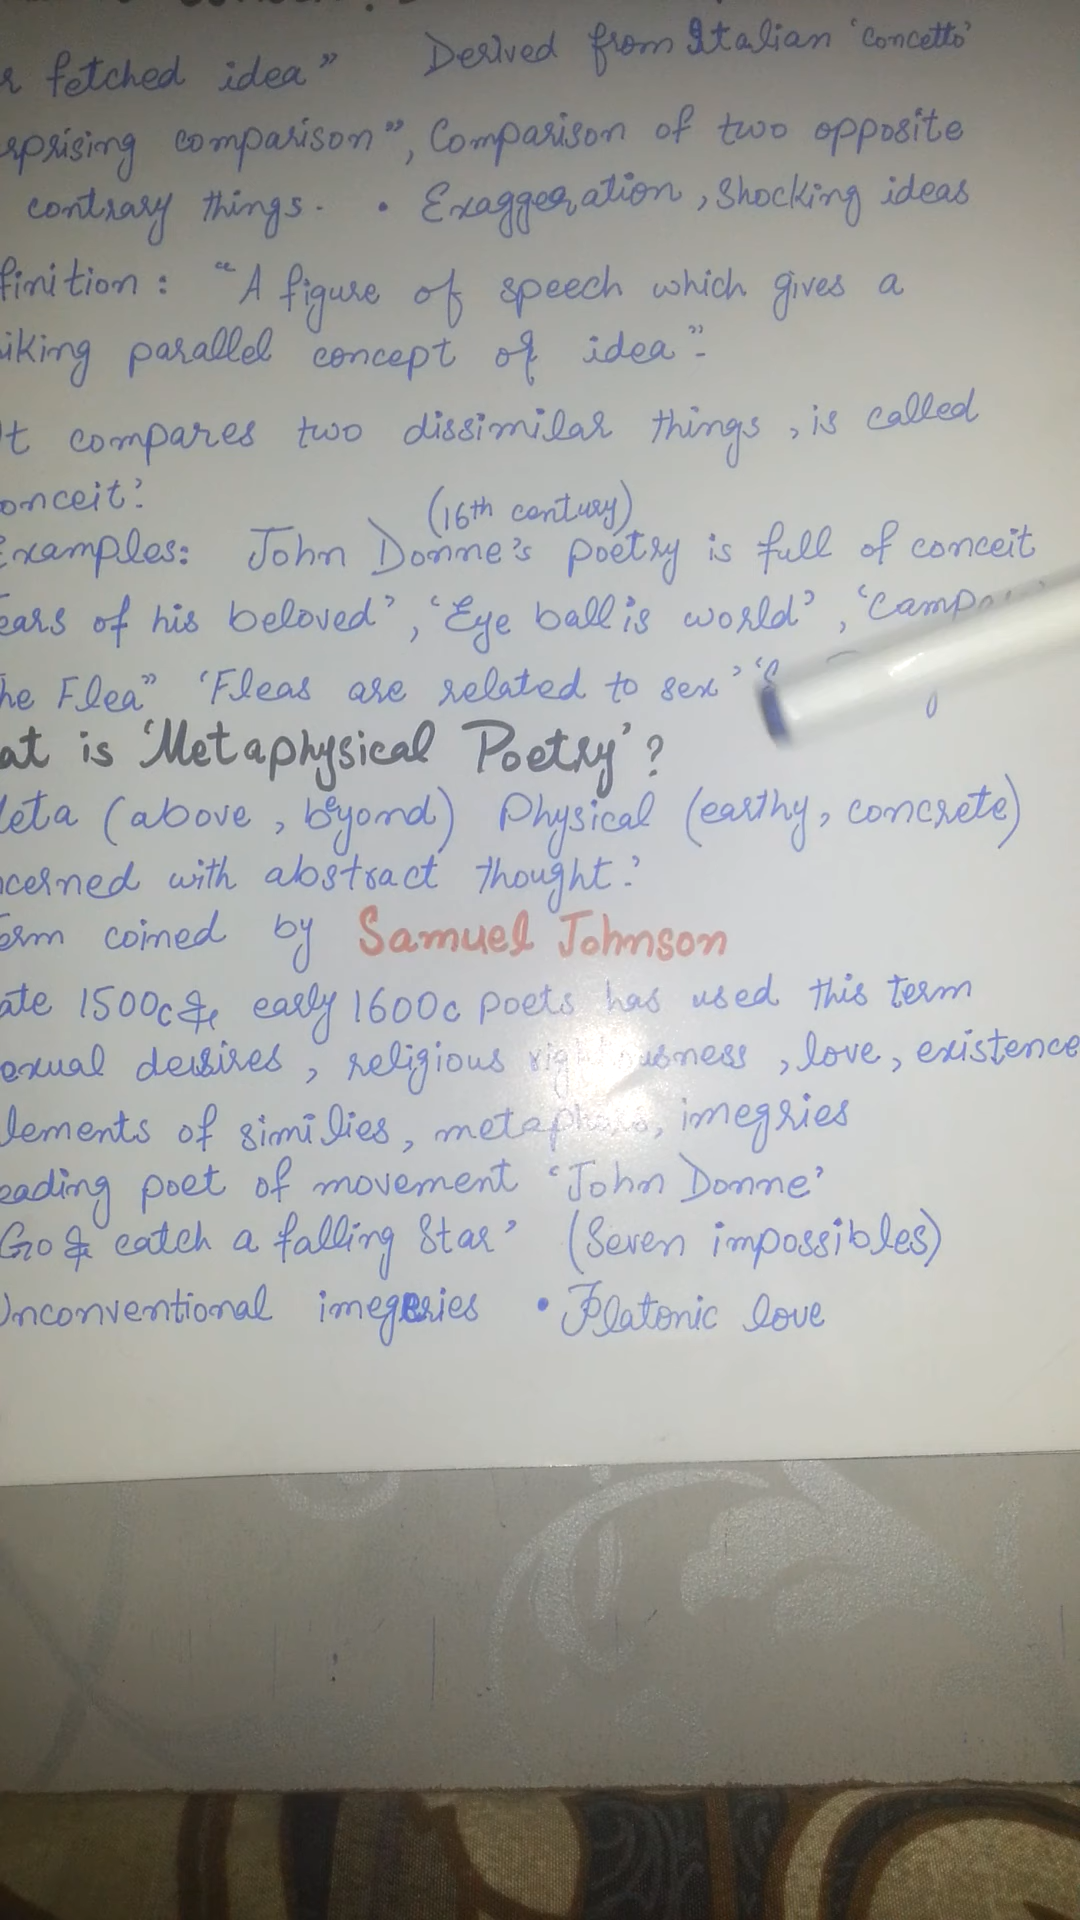 r fetched idea" Derived from Italian 'concetto'
rprising comparison", Comparison of two opposite
contrary things. • Exaggeration, Shocking ideas
finition: "A figure of speech which gives a
iking parallel concept of idea".
t compares two dissimilar things, is called
onceit:
(16th century)
Examples: John Donne's poetry is full of conceit
ears of his beloved', 'Eye ball is world', 'Campa
he Flea" 'Fleas are related to sex'
at is 'Metaphysical Poetry'?
eta (above, beyond) Physical (earthy, concrete)
cerned with abstract thought:
erm coined by Samuel Johnson
ate 1500c & early 1600c poets has used this term
exual desires, religious righteousness, love, existence
lements of similies, metaphors, imegries
eading poet of movement 'John Donne'
Go & catch a falling Star' (Seven impossibles)
Unconventional imegries • Platonic love